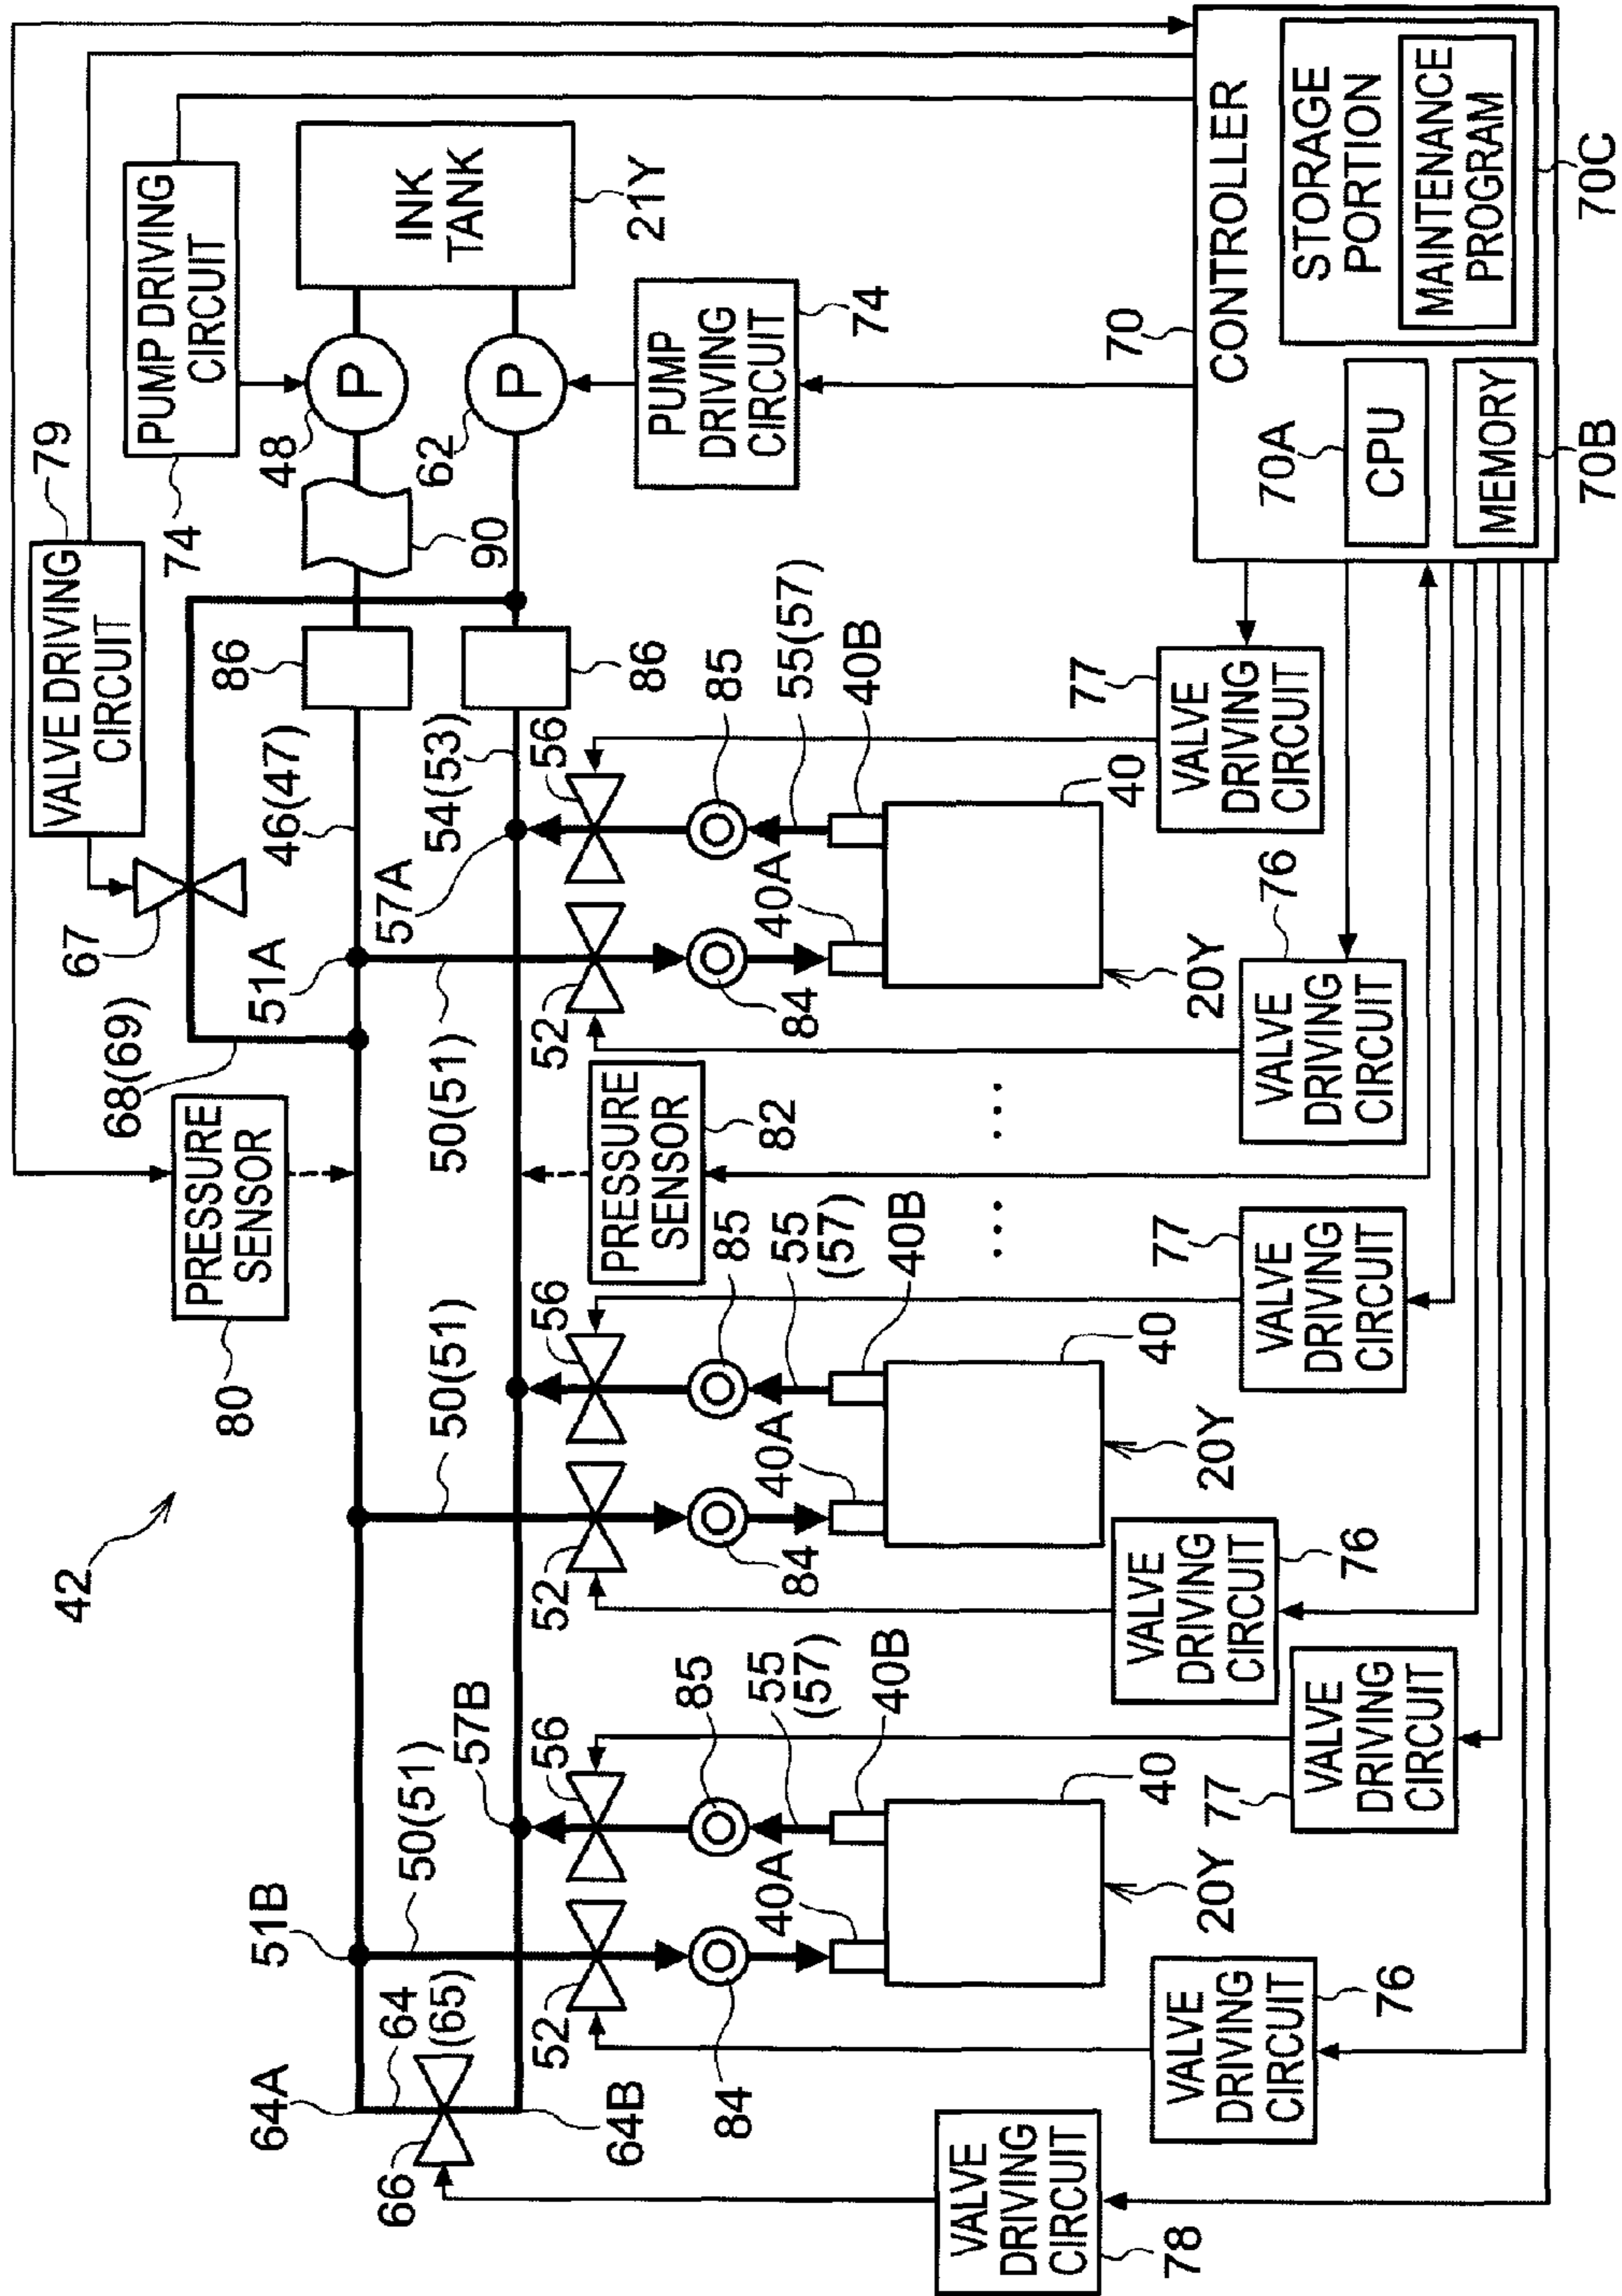 42
80
PRESSURE
SENSOR
68(69)
67
VALVE DRIVING
CIRCUIT
79
74
PUMP DRIVING
CIRCUIT
48
P
INK
TANK
21Y
62
P
90
PUMP
DRIVING
CIRCUIT
74
86
86
46(47)
54(53)
51A
57A
64A
64
(65)
66
64B
51B
50(51)
57B
50(51)
50(51)
52
56
84
85
40A
55
(57)
40B
40
20Y
52
56
84
85
40A
55
(57)
40B
40
20Y
PRESSURE
SENSOR
82
...
...
52
56
84
85
40A
55(57)
40B
40
20Y
VALVE
DRIVING
CIRCUIT
78
VALVE
DRIVING
CIRCUIT
76
VALVE
DRIVING
CIRCUIT
77
VALVE
DRIVING
CIRCUIT
76
VALVE
DRIVING
CIRCUIT
77
VALVE
DRIVING
CIRCUIT
76
VALVE
DRIVING
CIRCUIT
77
70
CONTROLLER
70A
CPU
MEMORY
70B
STORAGE
PORTION
MAINTENANCE
PROGRAM
70C